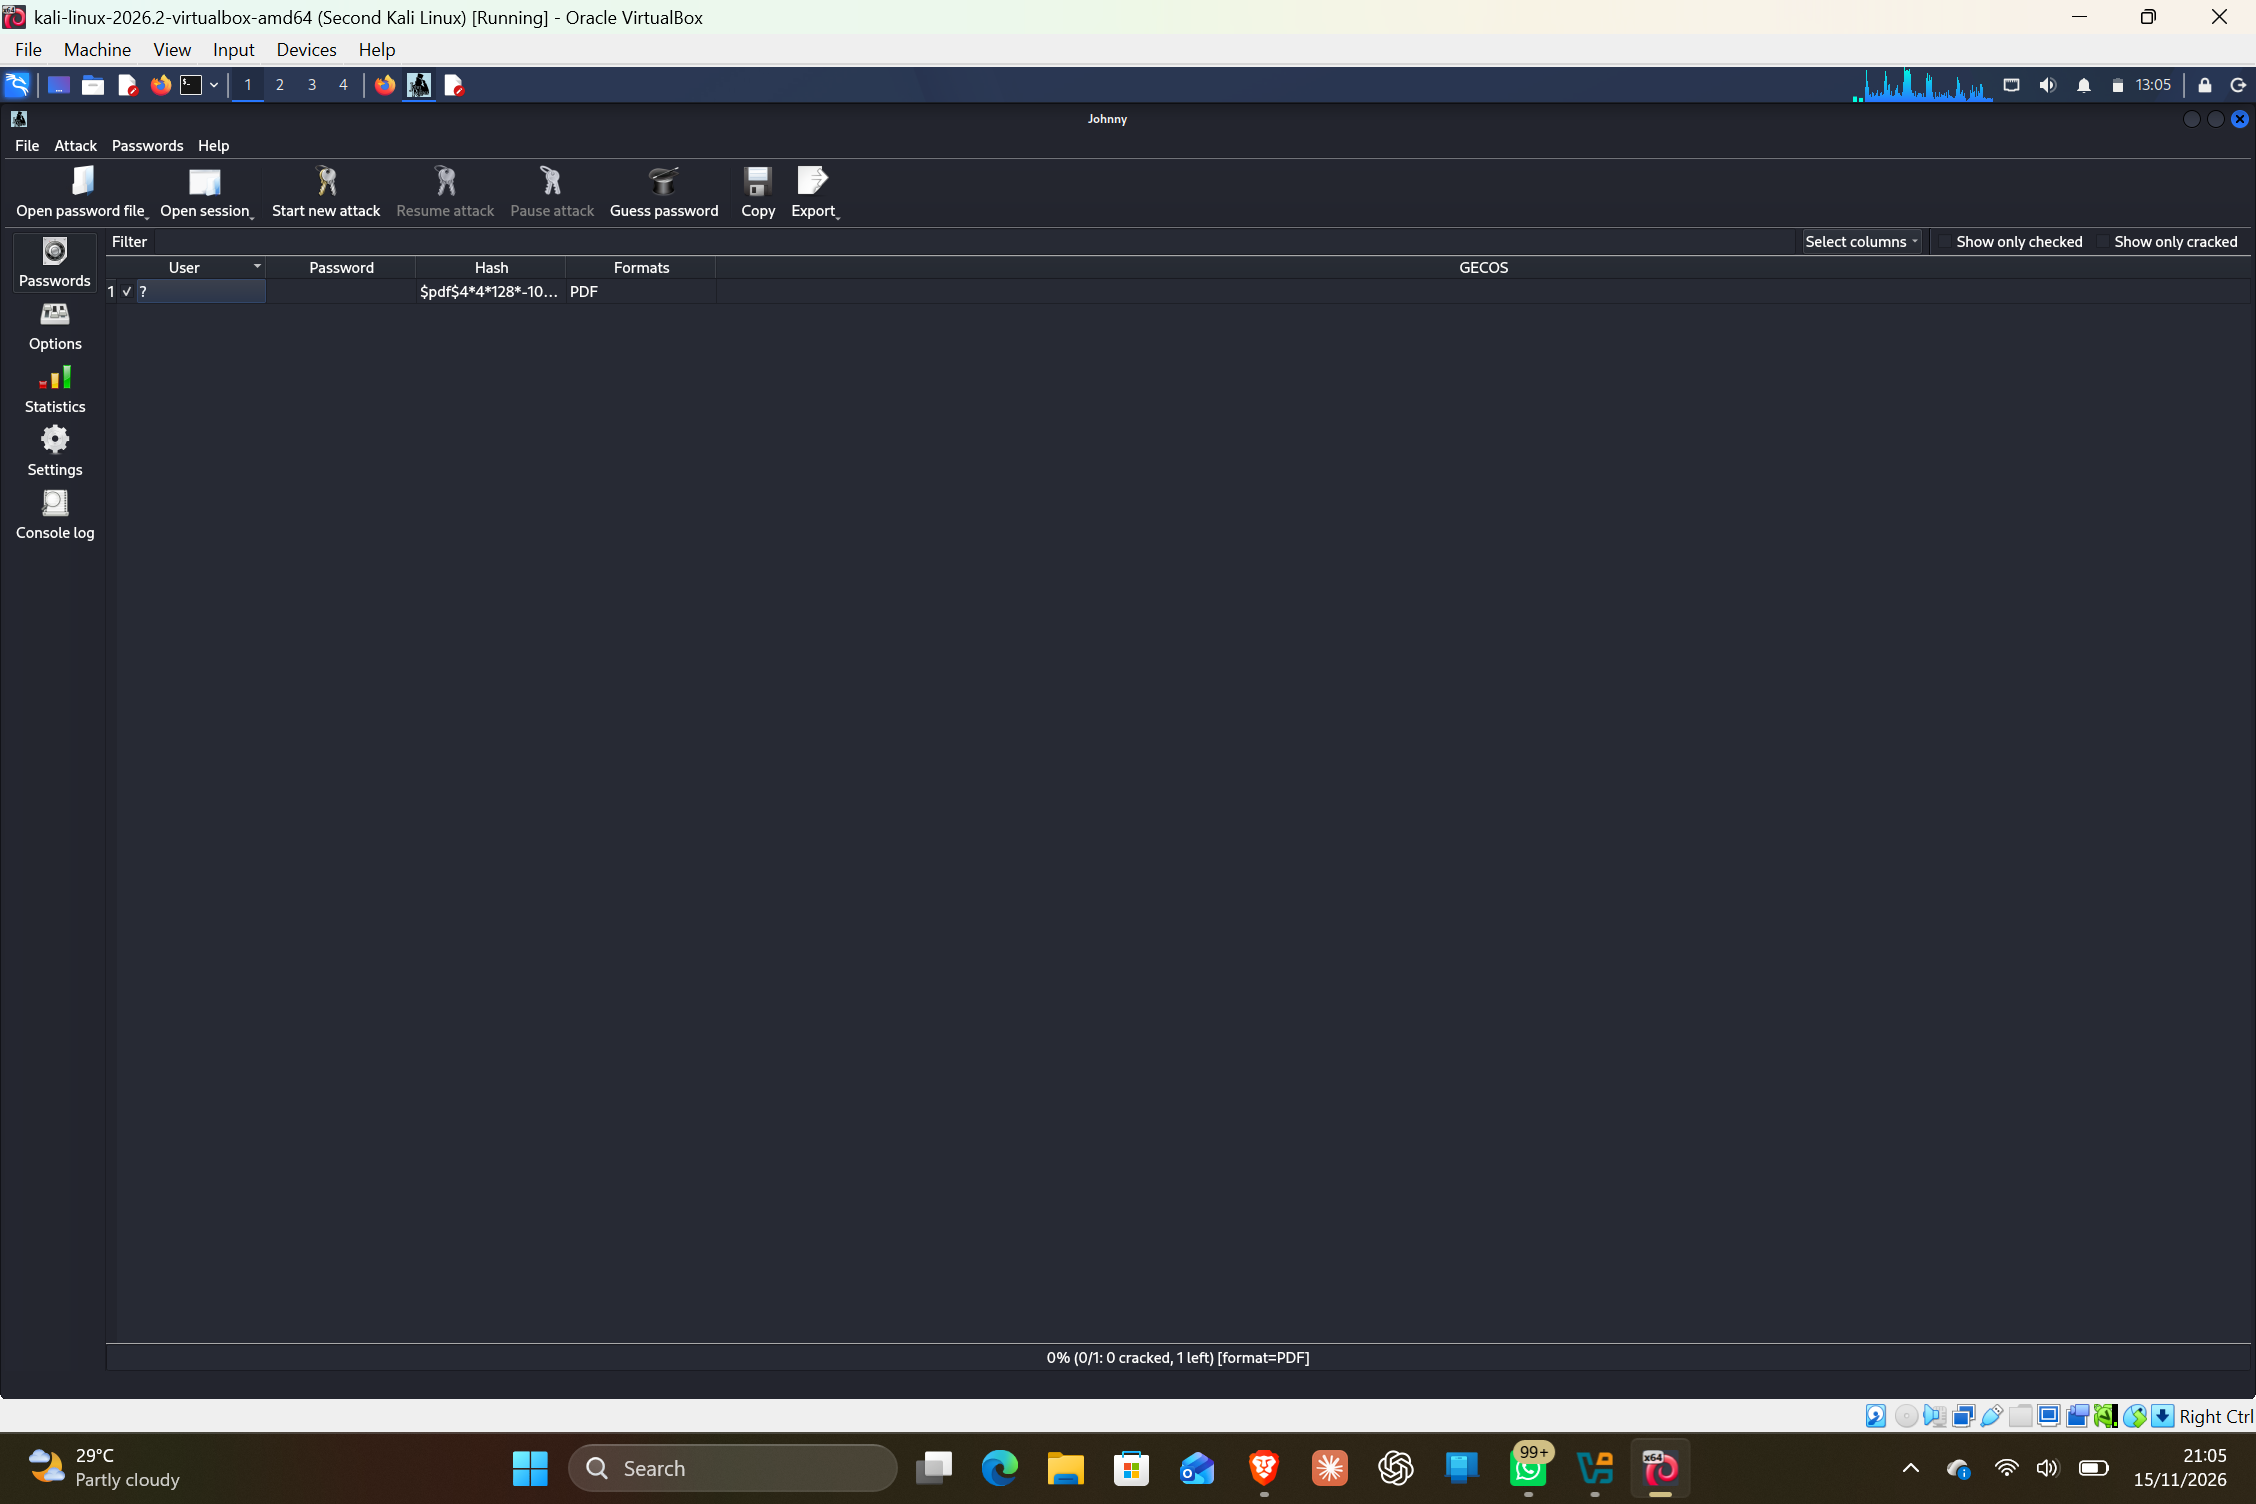 kali-linux-2026.2-virtualbox-amd64 (Second Kali Linux) [Running] - Oracle VirtualBox
File Machine View Input Devices Help
1 2 3 4 13:05
Johnny
File Attack Passwords Help
Open password file Open session Start new attack Resume attack Pause attack Guess password Copy Export
Filter Select columns Show only checked Show only cracked
User Password Hash Formats GECOS
1 ? $pdf$4*4*128*-10... PDF
Passwords
Options
Statistics
Settings
Console log
0% (0/1: 0 cracked, 1 left) [format=PDF]
Right Ctrl
29°C
Partly cloudy
Search
99+
x64
21:05
15/11/2026